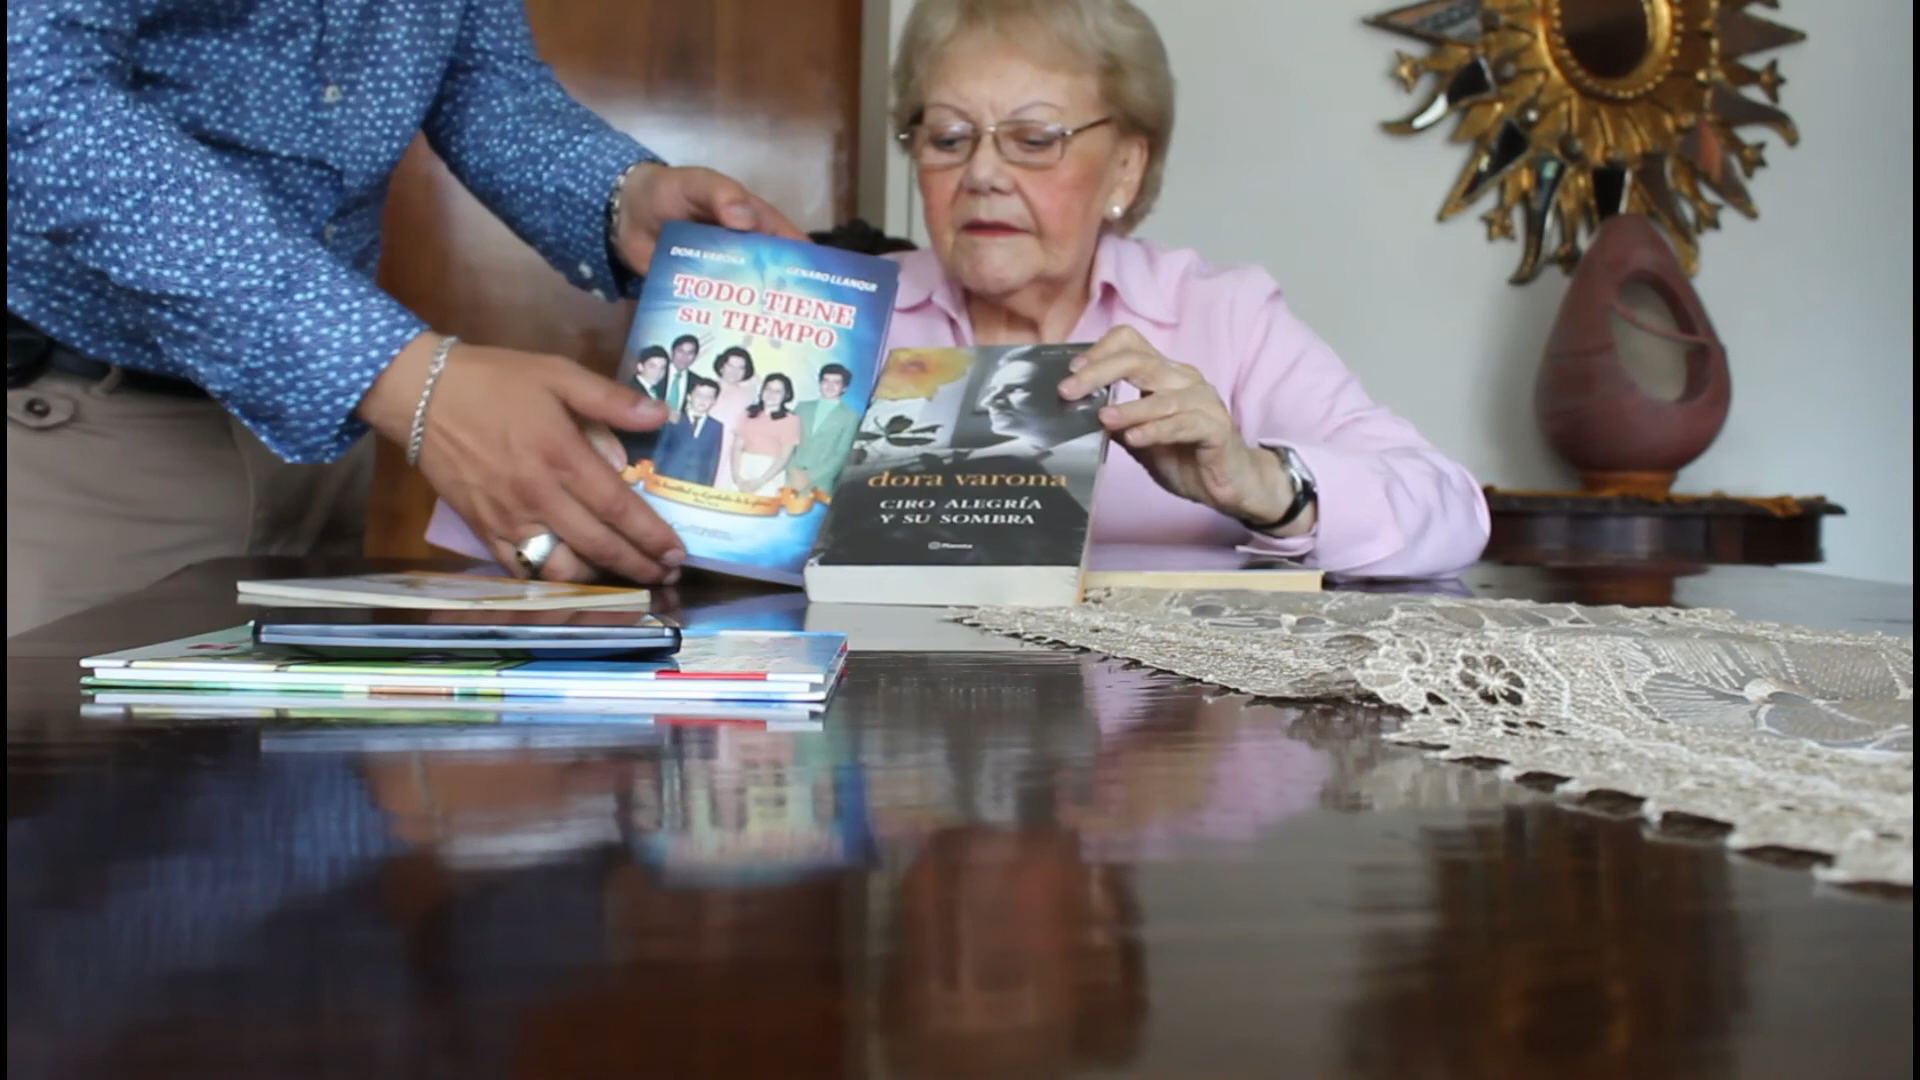 DORA VARONA
GENARO LLANQUI
TODO TIENE
su TIEMPO
dora varona
CIRO ALEGRÍA
Y SU SOMBRA
Planeta